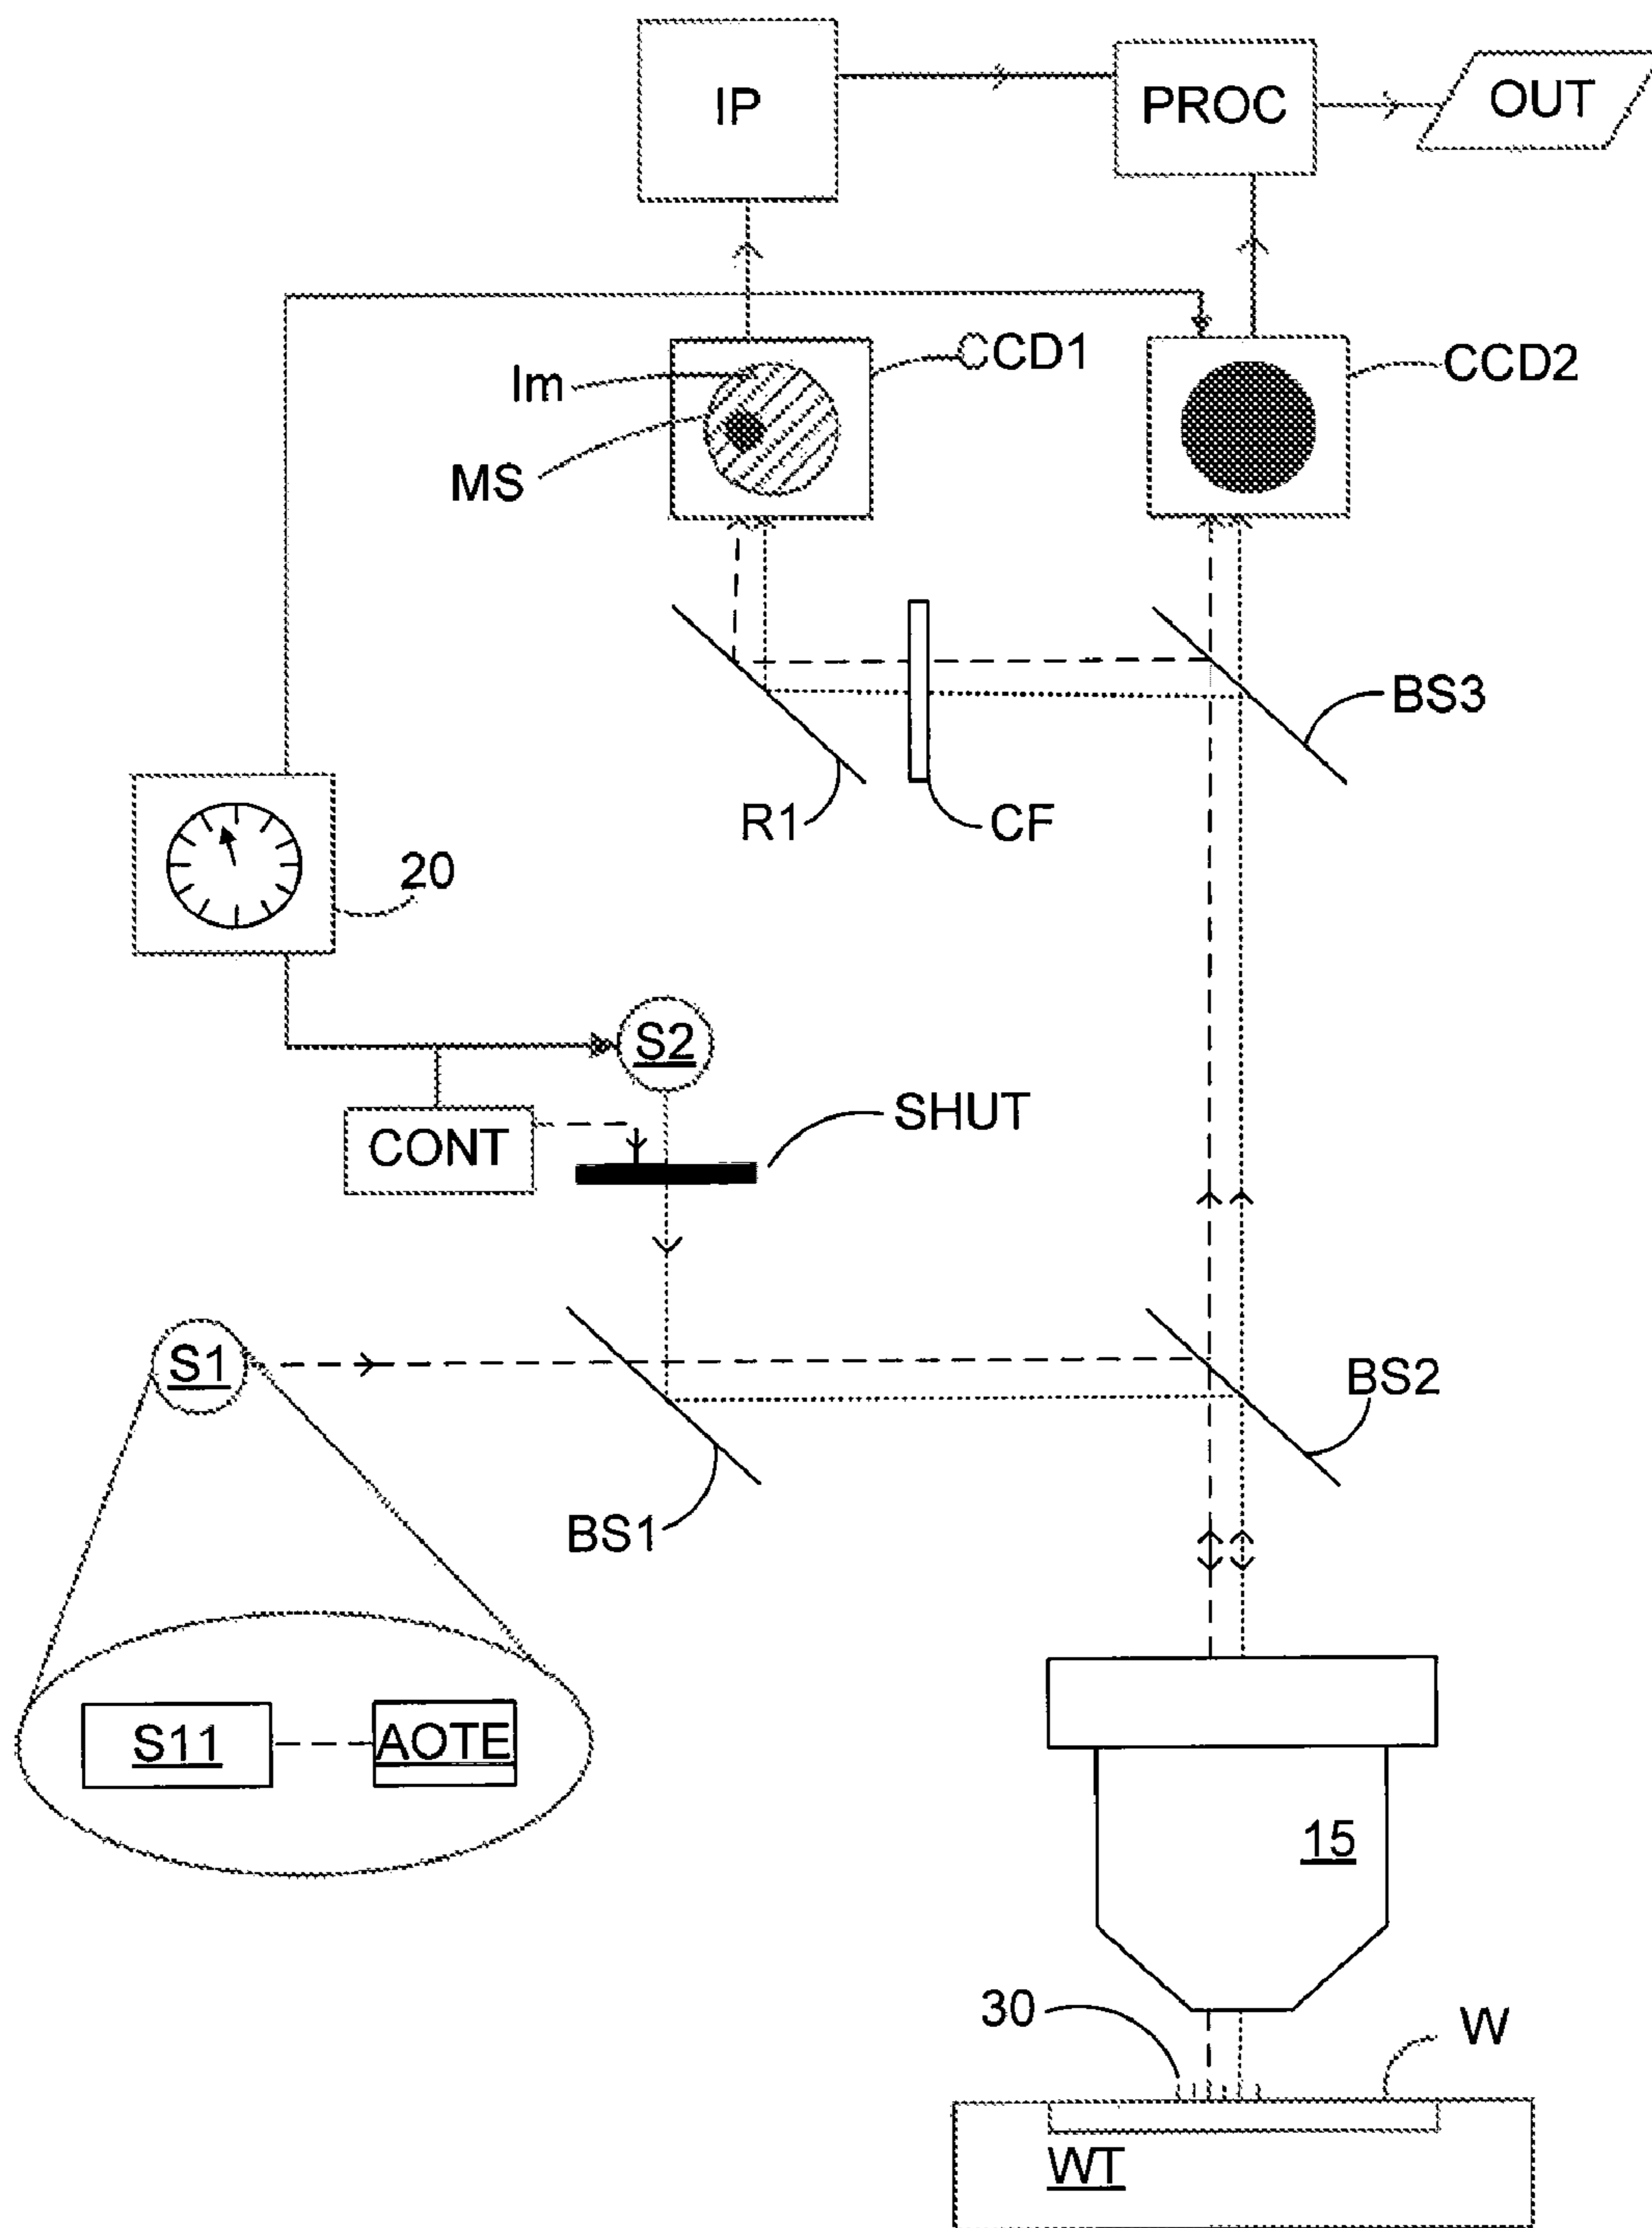 IP
PROC
OUT
CCD1
CCD2
Im
MS
BS3
R1
CF
20
S2
SHUT
CONT
S1
BS2
BS1
S11
AOTE
15
30
W
WT